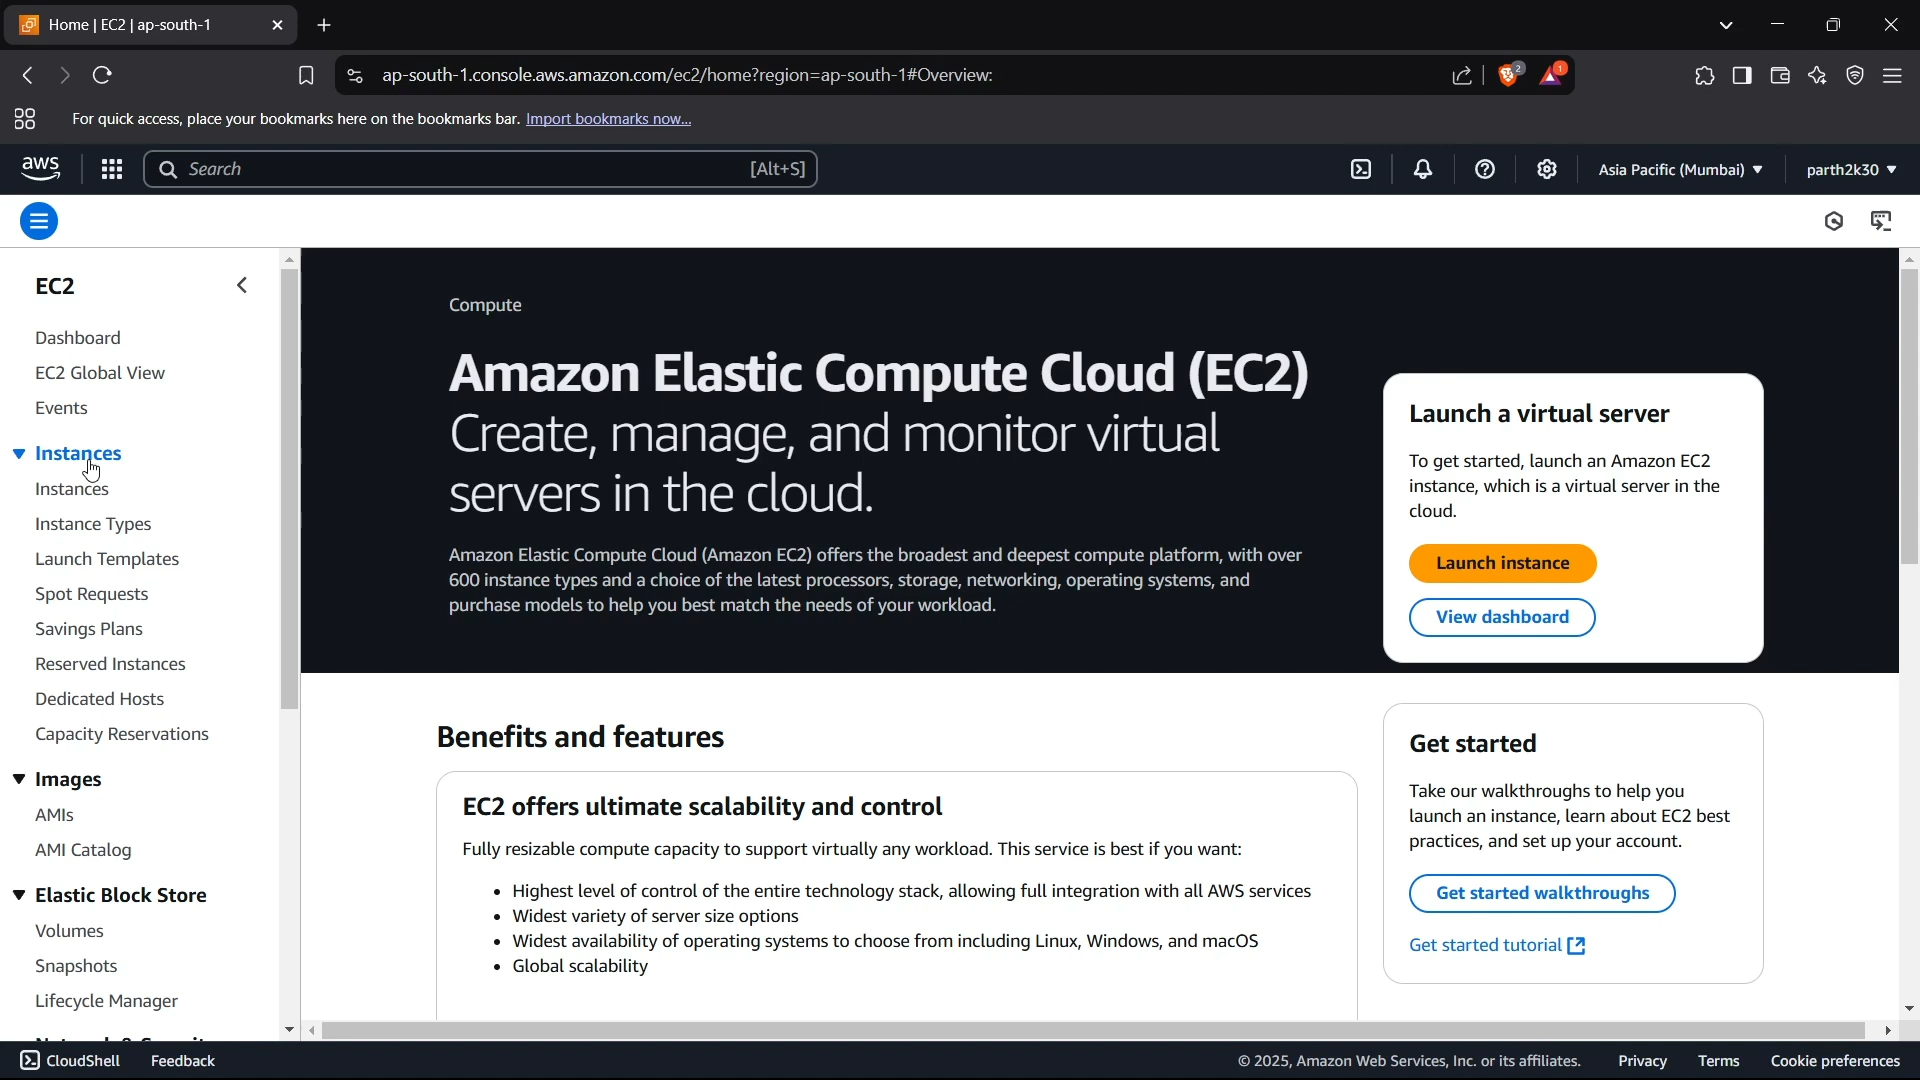 Home | EC2 | ap-south-1
ap-south-1.console.aws.amazon.com/ec2/home?region=ap-south-1#Overview:
2
1
For quick access, place your bookmarks here on the bookmarks bar. Import bookmarks now...
aws
Search
[Alt+S]
Asia Pacific (Mumbai)
parth2k30
EC2
Dashboard
EC2 Global View
Events
Instances
Instances
Instance Types
Launch Templates
Spot Requests
Savings Plans
Reserved Instances
Dedicated Hosts
Capacity Reservations
Images
AMIs
AMI Catalog
Elastic Block Store
Volumes
Snapshots
Lifecycle Manager
Compute
Amazon Elastic Compute Cloud (EC2)
Create, manage, and monitor virtual
servers in the cloud.
Amazon Elastic Compute Cloud (Amazon EC2) offers the broadest and deepest compute platform, with over
600 instance types and a choice of the latest processors, storage, networking, operating systems, and
purchase models to help you best match the needs of your workload.
Launch a virtual server
To get started, launch an Amazon EC2
instance, which is a virtual server in the
cloud.
Launch instance
View dashboard
Benefits and features
EC2 offers ultimate scalability and control
Fully resizable compute capacity to support virtually any workload. This service is best if you want:
• Highest level of control of the entire technology stack, allowing full integration with all AWS services
• Widest variety of server size options
• Widest availability of operating systems to choose from including Linux, Windows, and macOS
• Global scalability
Get started
Take our walkthroughs to help you
launch an instance, learn about EC2 best
practices, and set up your account.
Get started walkthroughs
Get started tutorial
CloudShell
Feedback
© 2025, Amazon Web Services, Inc. or its affiliates.
Privacy
Terms
Cookie preferences